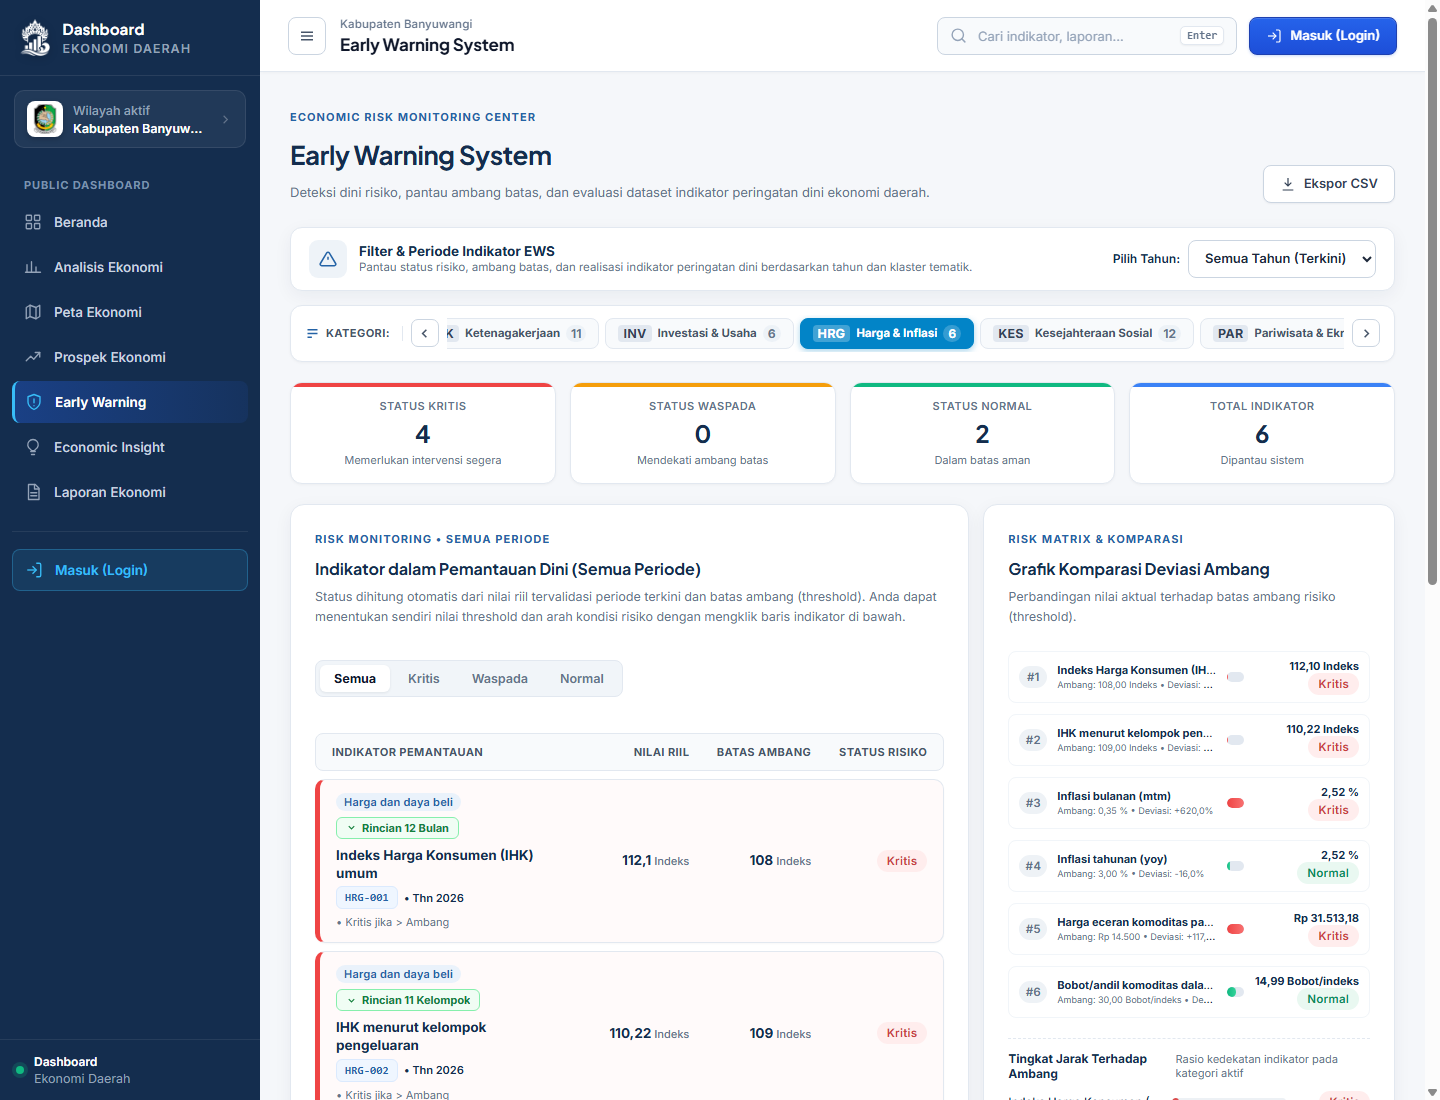 Dashboard
EKONOMI DAERAH
Wilayah aktif
Kabupaten Banyuw...
PUBLIC DASHBOARD
Beranda
Analisis Ekonomi
Peta Ekonomi
Prospek Ekonomi
Early Warning
Economic Insight
Laporan Ekonomi
Masuk (Login)
Dashboard
Ekonomi Daerah
Kabupaten Banyuwangi
Early Warning System
Cari indikator, laporan...
Enter
Masuk (Login)
ECONOMIC RISK MONITORING CENTER
Early Warning System
Deteksi dini risiko, pantau ambang batas, dan evaluasi dataset indikator peringatan dini ekonomi daerah.
Ekspor CSV
Filter & Periode Indikator EWS
Pantau status risiko, ambang batas, dan realisasi indikator peringatan dini berdasarkan tahun dan klaster tematik.
Pilih Tahun:
Semua Tahun (Terkini)
KATEGORI:
K Ketenagakerjaan 11
INV Investasi & Usaha 6
HRG Harga & Inflasi 6
KES Kesejahteraan Sosial 12
PAR Pariwisata & Ekr
STATUS KRITIS
4
Memerlukan intervensi segera
STATUS WASPADA
0
Mendekati ambang batas
STATUS NORMAL
2
Dalam batas aman
TOTAL INDIKATOR
6
Dipantau sistem
RISK MONITORING • SEMUA PERIODE
Indikator dalam Pemantauan Dini (Semua Periode)
Status dihitung otomatis dari nilai riil tervalidasi periode terkini dan batas ambang (threshold). Anda dapat
menentukan sendiri nilai threshold dan arah kondisi risiko dengan mengklik baris indikator di bawah.
Semua
Kritis
Waspada
Normal
INDIKATOR PEMANTAUAN NILAI RIIL BATAS AMBANG STATUS RISIKO
Harga dan daya beli
Rincian 12 Bulan
Indeks Harga Konsumen (IHK)
umum
112,1 Indeks
108 Indeks
Kritis
HRG-001 • Thn 2026
• Kritis jika > Ambang
Harga dan daya beli
Rincian 11 Kelompok
IHK menurut kelompok
pengeluaran
110,22 Indeks
109 Indeks
Kritis
HRG-002 • Thn 2026
• Kritis jika > Ambang
RISK MATRIX & KOMPARASI
Grafik Komparasi Deviasi Ambang
Perbandingan nilai aktual terhadap batas ambang risiko
(threshold).
#1
Indeks Harga Konsumen (IH...
Ambang: 108,00 Indeks • Deviasi: ...
112,10 Indeks
Kritis
#2
IHK menurut kelompok pen...
Ambang: 109,00 Indeks • Deviasi: ...
110,22 Indeks
Kritis
#3
Inflasi bulanan (mtm)
Ambang: 0,35 % • Deviasi: +620,0%
2,52 %
Kritis
#4
Inflasi tahunan (yoy)
Ambang: 3,00 % • Deviasi: -16,0%
2,52 %
Normal
#5
Harga eceran komoditas pa...
Ambang: Rp 14.500 • Deviasi: +117,...
Rp 31.513,18
Kritis
#6
Bobot/andil komoditas dala...
Ambang: 30,00 Bobot/indeks • De...
14,99 Bobot/indeks
Normal
Tingkat Jarak Terhadap
Ambang
Rasio kedekatan indikator pada
kategori aktif